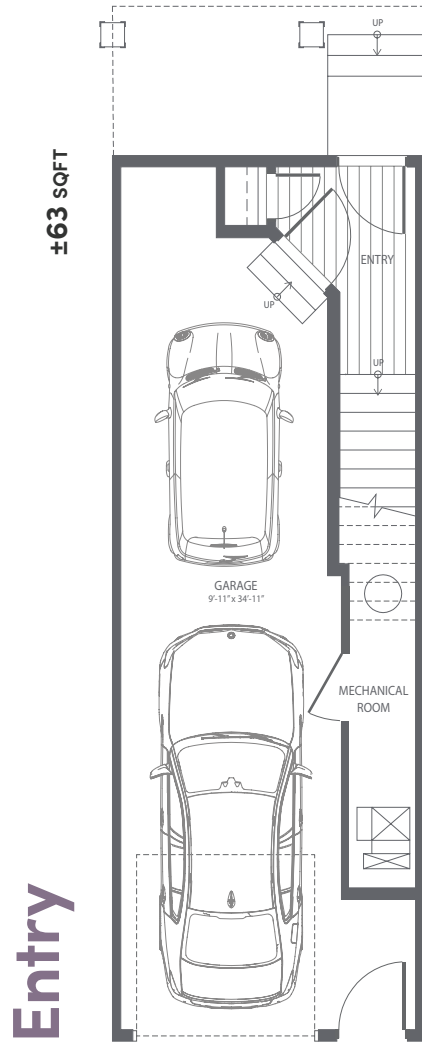 Entry
±63 SQFT
UP
ENTRY
UP
UP
GARAGE
9'-11" x 34'-11"
MECHANICAL
ROOM